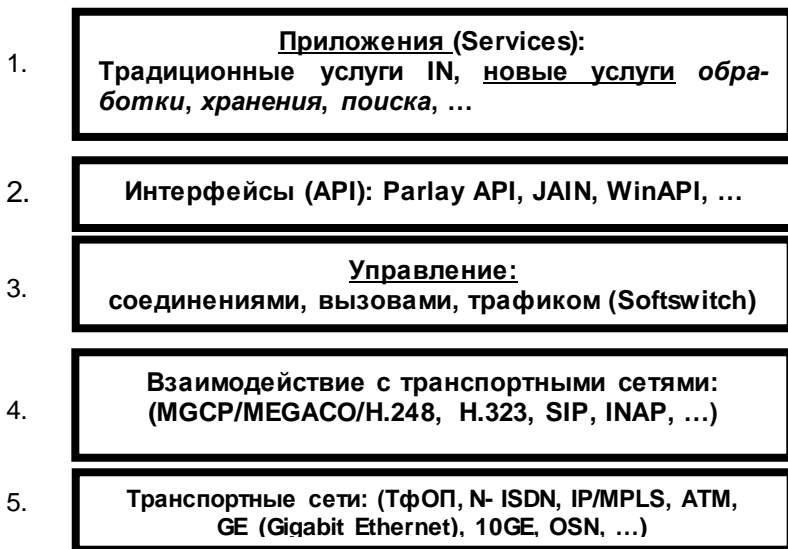 1.
Приложения (Services):
Традиционные услуги IN, новые услуги обра-
ботки, хранения, поиска, …
2.
Интерфейсы (API): Parlay API, JAIN, WinAPI, …
3.
Управление:
соединениями, вызовами, трафиком (Softswitch)
4.
Взаимодействие с транспортными сетями:
(MGCP/MEGACO/H.248, H.323, SIP, INAP, …)
5.
Транспортные сети: (ТфОП, N- ISDN, IP/MPLS, ATM,
GE (Gigabit Ethernet), 10GE, OSN, …)